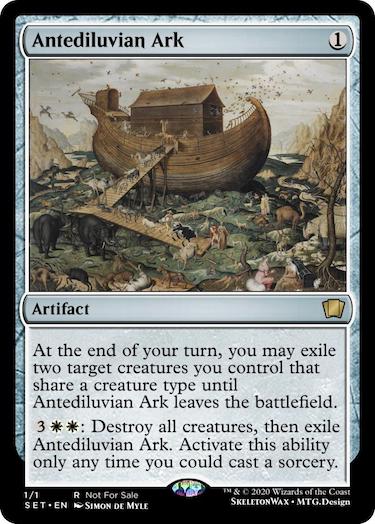 Antediluvian Ark 1
Artifact
At the end of your turn, you may exile
two target creatures you control that
share a creature type until
Antediluvian Ark leaves the battlefield.
3 W W: Destroy all creatures, then exile
Antediluvian Ark. Activate this ability
only any time you could cast a sorcery.
1/1 R Not For Sale ™ & © 2020 Wizards of the Coast
SET • EN Simon de Myle SkeletonWax • MTG.Design